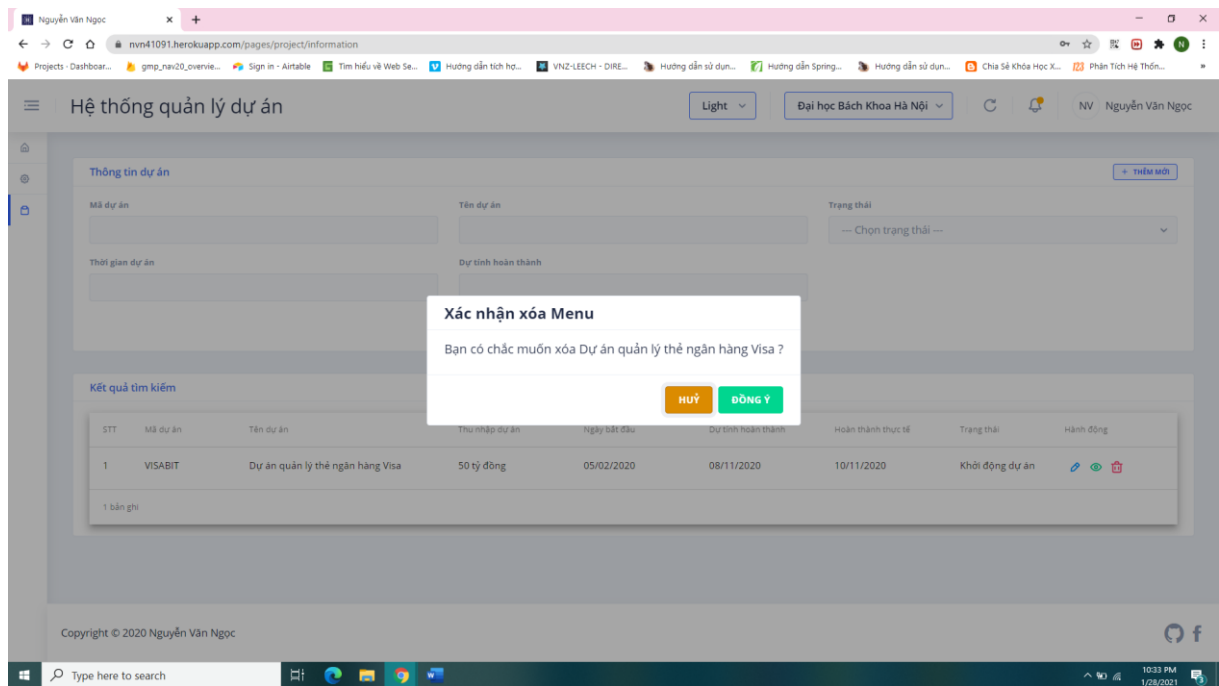 Nguyễn Văn Ngọc
nvn41091.herokuapp.com/pages/project/information
Projects · Dashboar... gmp_nav20_overvie... Sign in - Airtable Tìm hiểu về Web Se... Hướng dẫn tích hợ... VNZ-LEECH - DIRE... Hướng dẫn sử dụn... Hướng dẫn Spring... Hướng dẫn sử dụn... Chia Sẻ Khóa Học X... Phân Tích Hệ Thốn... »
Hệ thống quản lý dự án Light Đại học Bách Khoa Hà Nội NV Nguyễn Văn Ngọc
Thông tin dự án + THÊM MỚI
Mã dự án Tên dự án Trạng thái
--- Chọn trạng thái ---
Thời gian dự án Dự tính hoàn thành
Xác nhận xóa Menu
Bạn có chắc muốn xóa Dự án quản lý thẻ ngân hàng Visa ?
HUỶ ĐỒNG Ý
Kết quả tìm kiếm
STT Mã dự án Tên dự án Thu nhập dự án Ngày bắt đầu Dự tính hoàn thành Hoàn thành thực tế Trạng thái Hành động
1 VISABIT Dự án quản lý thẻ ngân hàng Visa 50 tỷ đồng 05/02/2020 08/11/2020 10/11/2020 Khởi động dự án
1 bản ghi
Copyright © 2020 Nguyễn Văn Ngọc
Type here to search
10:33 PM
1/28/2021